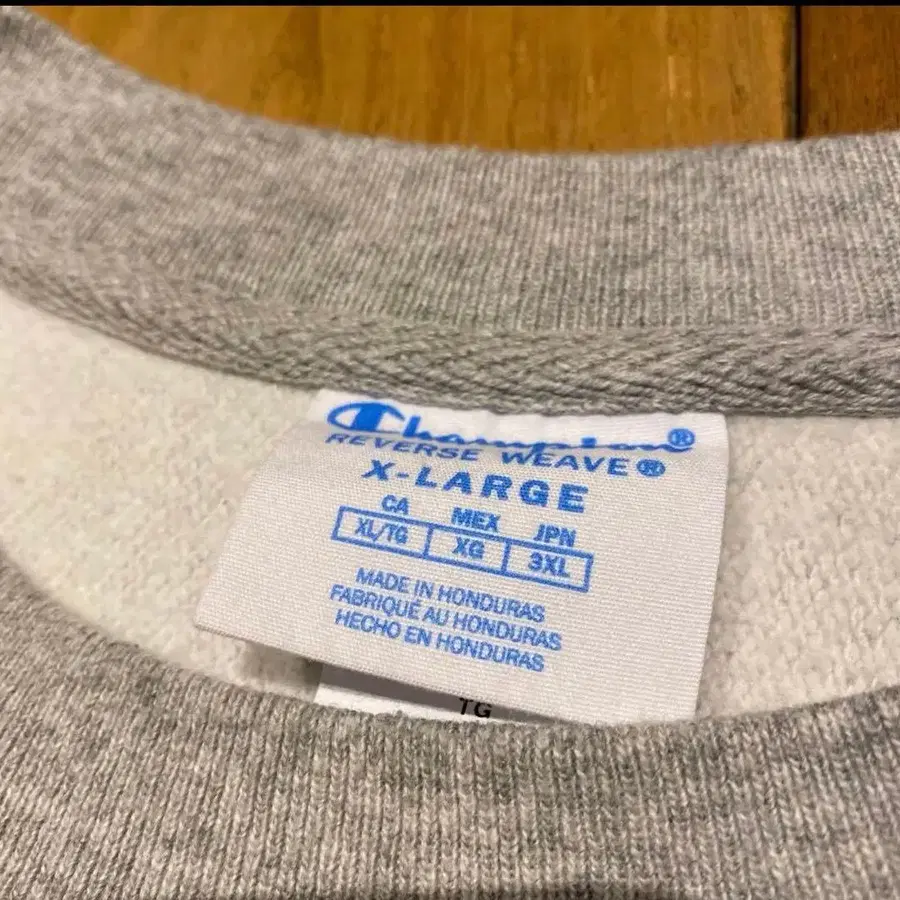 Champion®
REVERSE WEAVE®
X-LARGE
CA MEX JPN
XL/TG XG 3XL
MADE IN HONDURAS
FABRIQUÉ AU HONDURAS
HECHO EN HONDURAS
TG